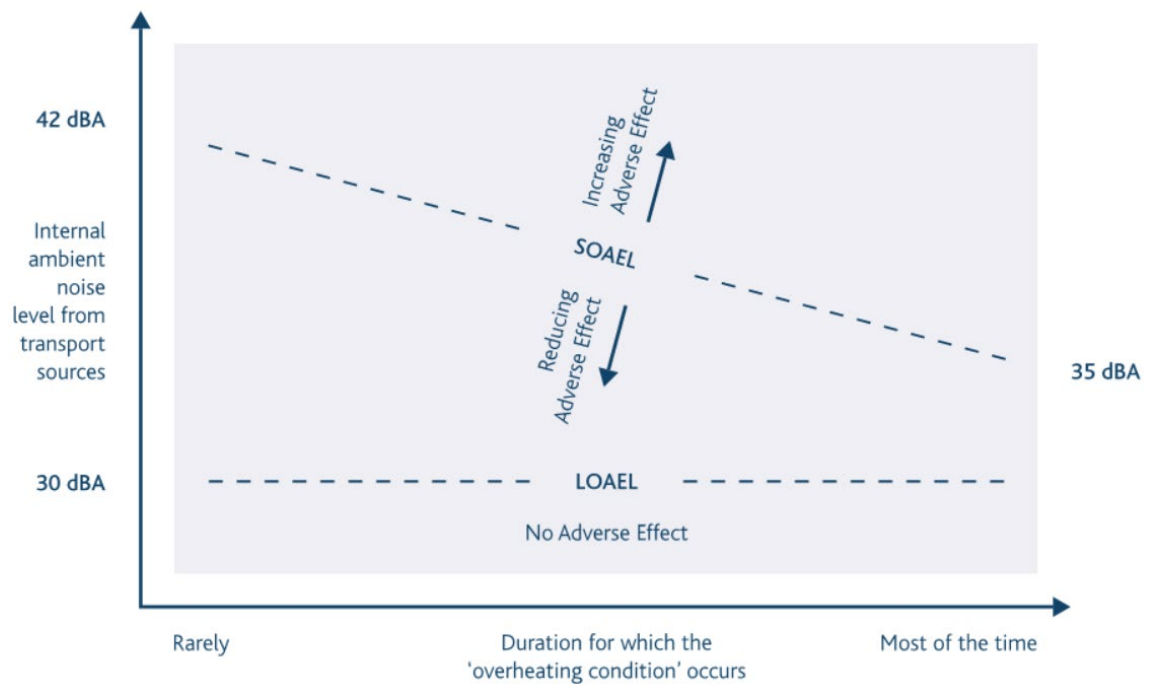 42 dBA
Increasing
Adverse Effect
Internal
ambient
noise
level from
transport
sources
SOAEL
Reducing
Adverse Effect
35 dBA
30 dBA
LOAEL
No Adverse Effect
Rarely
Duration for which the
‘overheating condition’ occurs
Most of the time